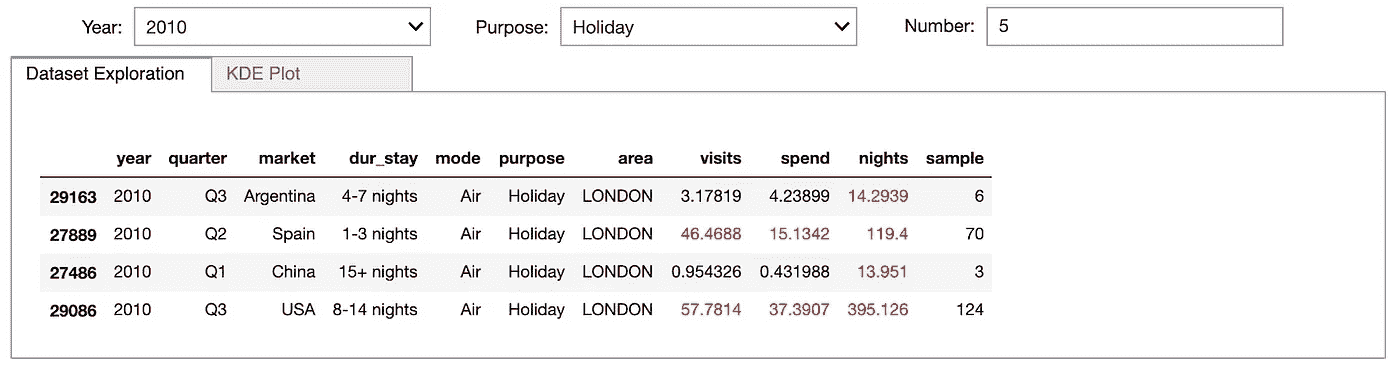 Year: 2010 Purpose: Holiday Number: 5
Dataset Exploration KDE Plot
year quarter market dur_stay mode purpose area visits spend nights sample
29163 2010 Q3 Argentina 4-7 nights Air Holiday LONDON 3.17819 4.23899 14.2939 6
27889 2010 Q2 Spain 1-3 nights Air Holiday LONDON 46.4688 15.1342 119.4 70
27486 2010 Q1 China 15+ nights Air Holiday LONDON 0.954326 0.431988 13.951 3
29086 2010 Q3 USA 8-14 nights Air Holiday LONDON 57.7814 37.3907 395.126 124